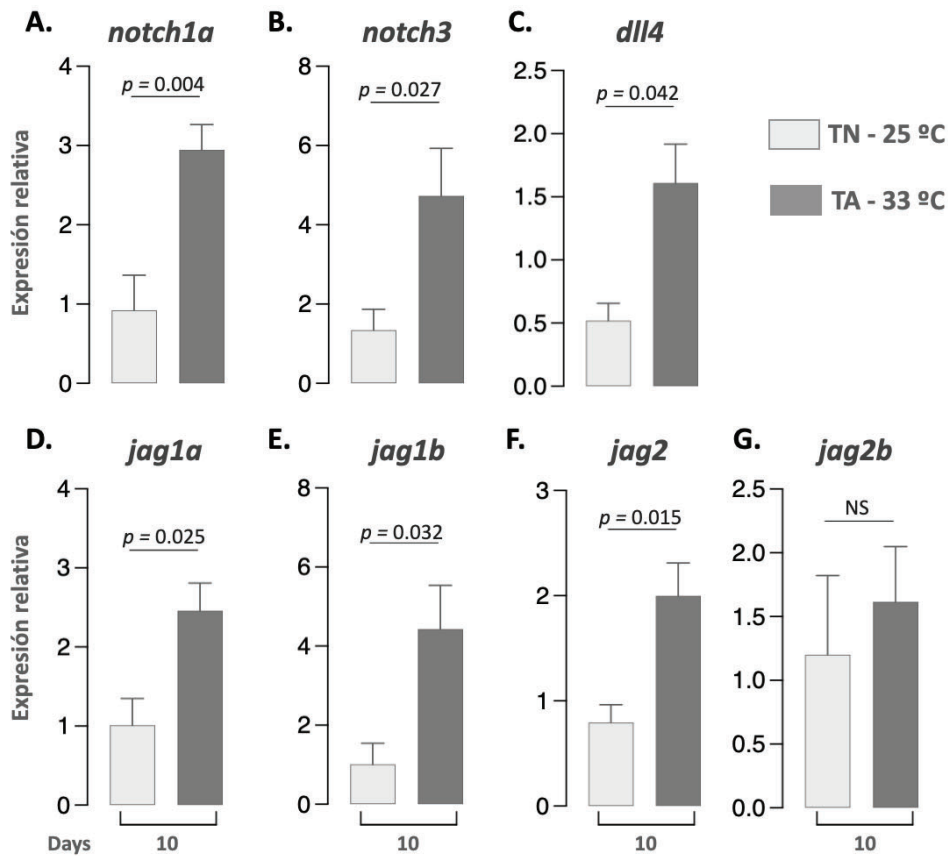 A. notch1a
B. notch3
C. dll4
Expresión relativa
4
3
2
1
0
p = 0.004
8
6
4
2
0
p = 0.027
2.5
2.0
1.5
1.0
0.5
0.0
p = 0.042
TN - 25 ºC
TA - 33 ºC
D. jag1a
E. jag1b
F. jag2
G. jag2b
Expresión relativa
4
3
2
1
0
p = 0.025
8
6
4
2
0
p = 0.032
3
2
1
0
p = 0.015
2.5
2.0
1.5
1.0
0.5
0.0
NS
Days 10 10 10 10